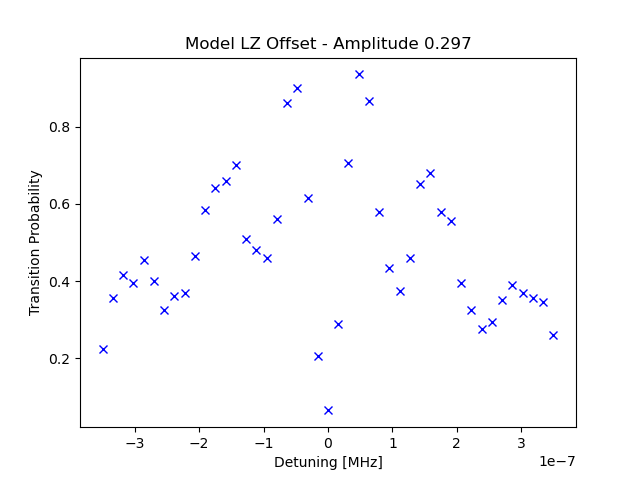 Model LZ Offset - Amplitude 0.297
Transition Probability
0.8
0.6
0.4
0.2
−3
−2
−1
0
1
2
3
1e−7
Detuning [MHz]